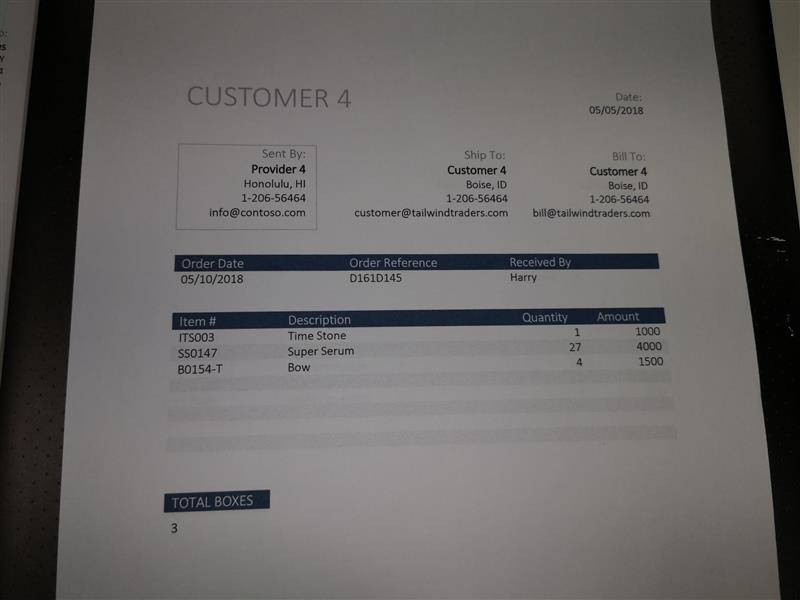 CUSTOMER 4
Date:
05/05/2018
Sent By:
Provider 4
Honolulu, HI
1-206-56464
info@contoso.com
Ship To:
Customer 4
Boise, ID
1-206-56464
customer@tailwindtraders.com
Bill To:
Customer 4
Boise, ID
1-206-56464
bill@tailwindtraders.com
Order Date Order Reference Received By
05/10/2018 D161D145 Harry
Item # Description Quantity Amount
ITS003 Time Stone 1 1000
SS0147 Super Serum 27 4000
B0154-T Bow 4 1500
TOTAL BOXES
3